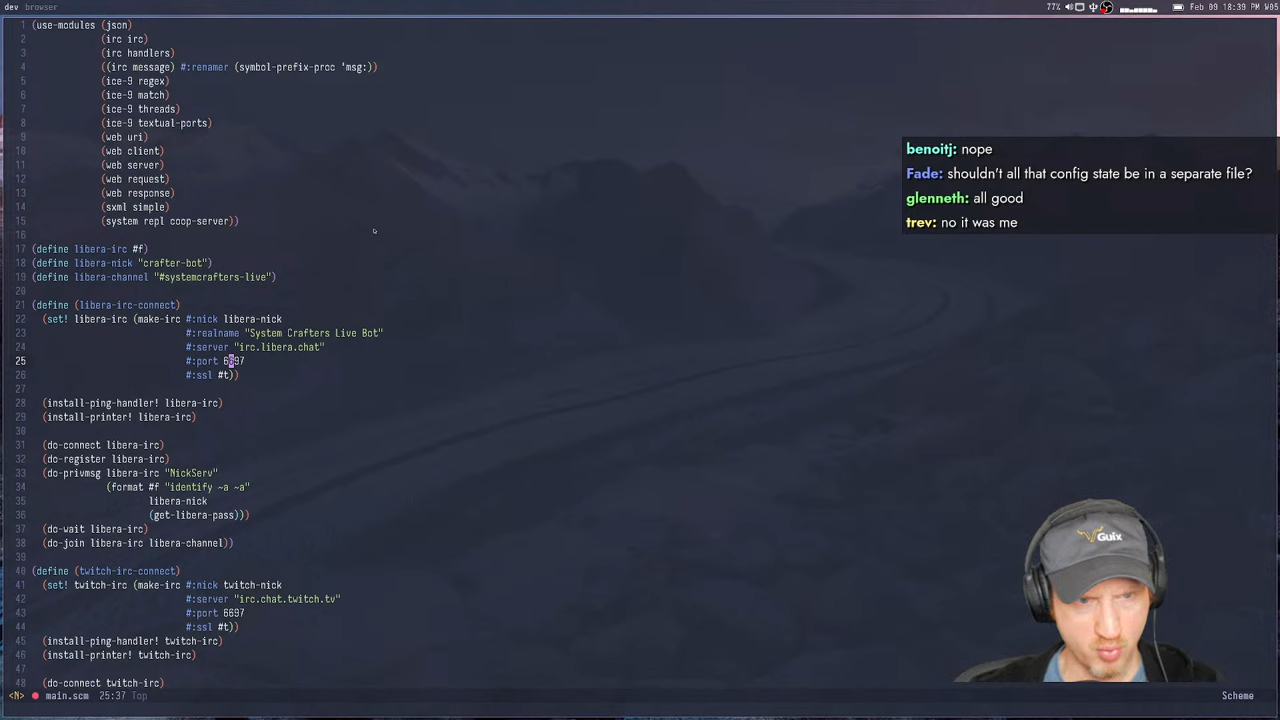 dev browser
77% Feb 09 18:39 PM W05
1 (use-modules (json)
2 (irc irc)
3 (irc handlers)
4 ((irc message) #:renamer (symbol-prefix-proc 'msg:))
5 (ice-9 regex)
6 (ice-9 match)
7 (ice-9 threads)
8 (ice-9 textual-ports)
9 (web uri)
10 (web client)
11 (web server)
12 (web request)
13 (web response)
14 (sxml simple)
15 (system repl coop-server))
16
17 (define libera-irc #f)
18 (define libera-nick "crafter-bot")
19 (define libera-channel "#systemcrafters-live")
20
21 (define (libera-irc-connect)
22 (set! libera-irc (make-irc #:nick libera-nick
23 #:realname "System Crafters Live Bot"
24 #:server "irc.libera.chat"
25 #:port 6697
26 #:ssl #t))
27
28 (install-ping-handler! libera-irc)
29 (install-printer! libera-irc)
30
31 (do-connect libera-irc)
32 (do-register libera-irc)
33 (do-privmsg libera-irc "NickServ"
34 (format #f "identify ~a ~a"
35 libera-nick
36 (get-libera-pass)))
37 (do-wait libera-irc)
38 (do-join libera-irc libera-channel))
39
40 (define (twitch-irc-connect)
41 (set! twitch-irc (make-irc #:nick twitch-nick
42 #:server "irc.chat.twitch.tv"
43 #:port 6697
44 #:ssl #t))
45 (install-ping-handler! twitch-irc)
46 (install-printer! twitch-irc)
47
48 (do-connect twitch-irc)
<N> main.scm 25:37 Top Scheme
benoitj: nope
Fade: shouldn't all that config state be in a separate file?
glenneth: all good
trev: no it was me
Guix